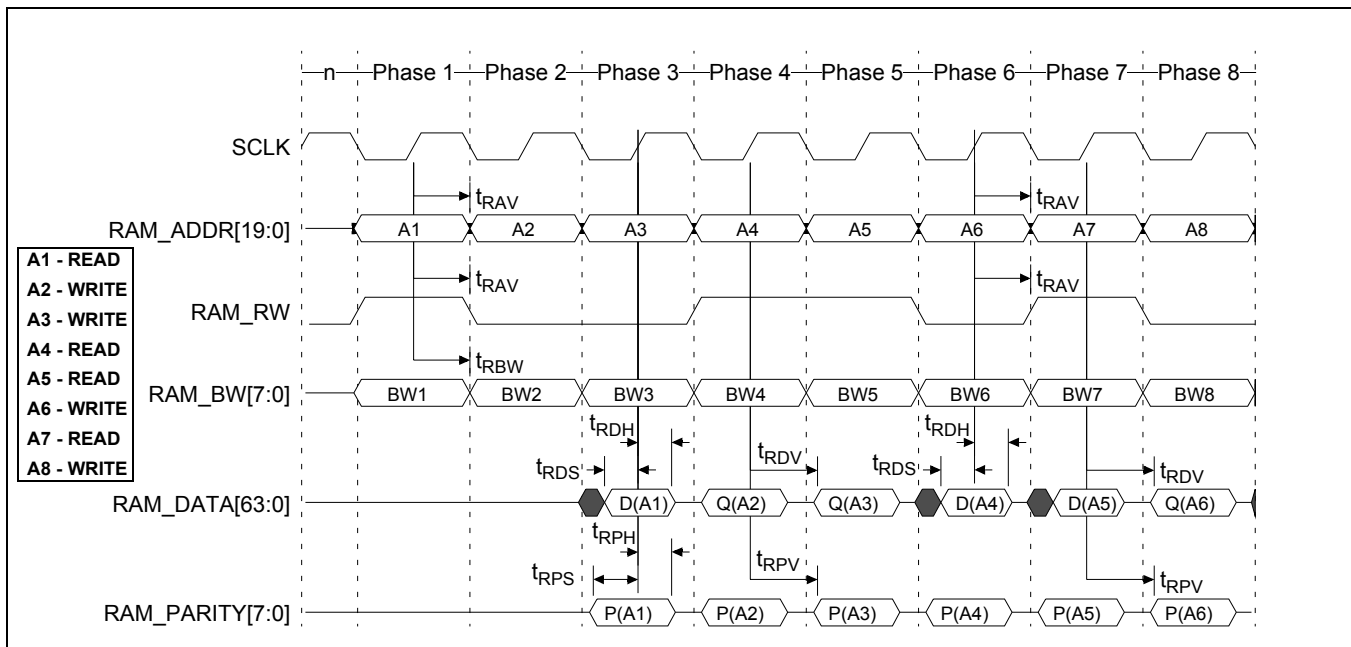 n Phase 1 Phase 2 Phase 3 Phase 4 Phase 5 Phase 6 Phase 7 Phase 8
SCLK
tRAV tRAV
RAM_ADDR[19:0] A1 A2 A3 A4 A5 A6 A7 A8
A1 - READ
A2 - WRITE
A3 - WRITE
A4 - READ
A5 - READ
A6 - WRITE
A7 - READ
A8 - WRITE
tRAV tRAV
RAM_RW
tRBW
RAM_BW[7:0] BW1 BW2 BW3 BW4 BW5 BW6 BW7 BW8
tRDH tRDH
tRDS tRDV tRDS tRDV
RAM_DATA[63:0] D(A1) Q(A2) Q(A3) D(A4) D(A5) Q(A6)
tRPH
tRPS tRPV tRPV
RAM_PARITY[7:0] P(A1) P(A2) P(A3) P(A4) P(A5) P(A6)